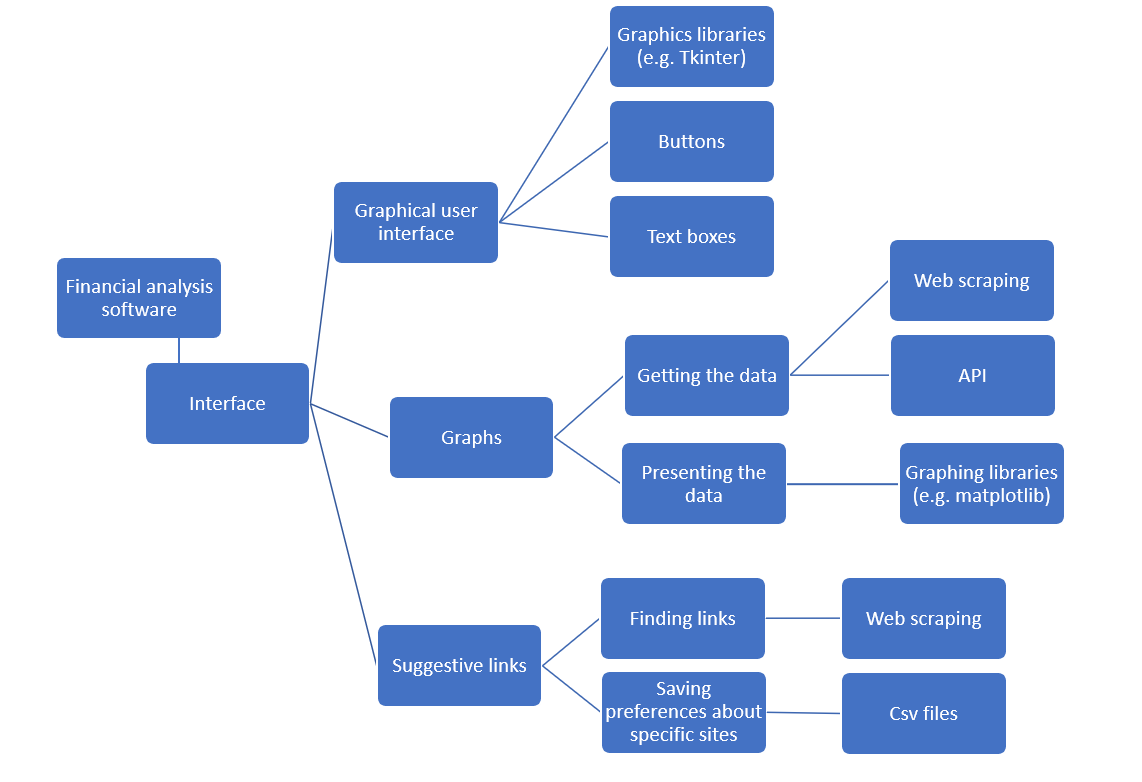 Graphics libraries
(e.g. Tkinter)
Buttons
Graphical user
interface
Text boxes
Financial analysis
software
Web scraping
Interface
Getting the data
API
Graphs
Presenting the
data
Graphing libraries
(e.g. matplotlib)
Finding links
Web scraping
Suggestive links
Saving
preferences about
specific sites
Csv files